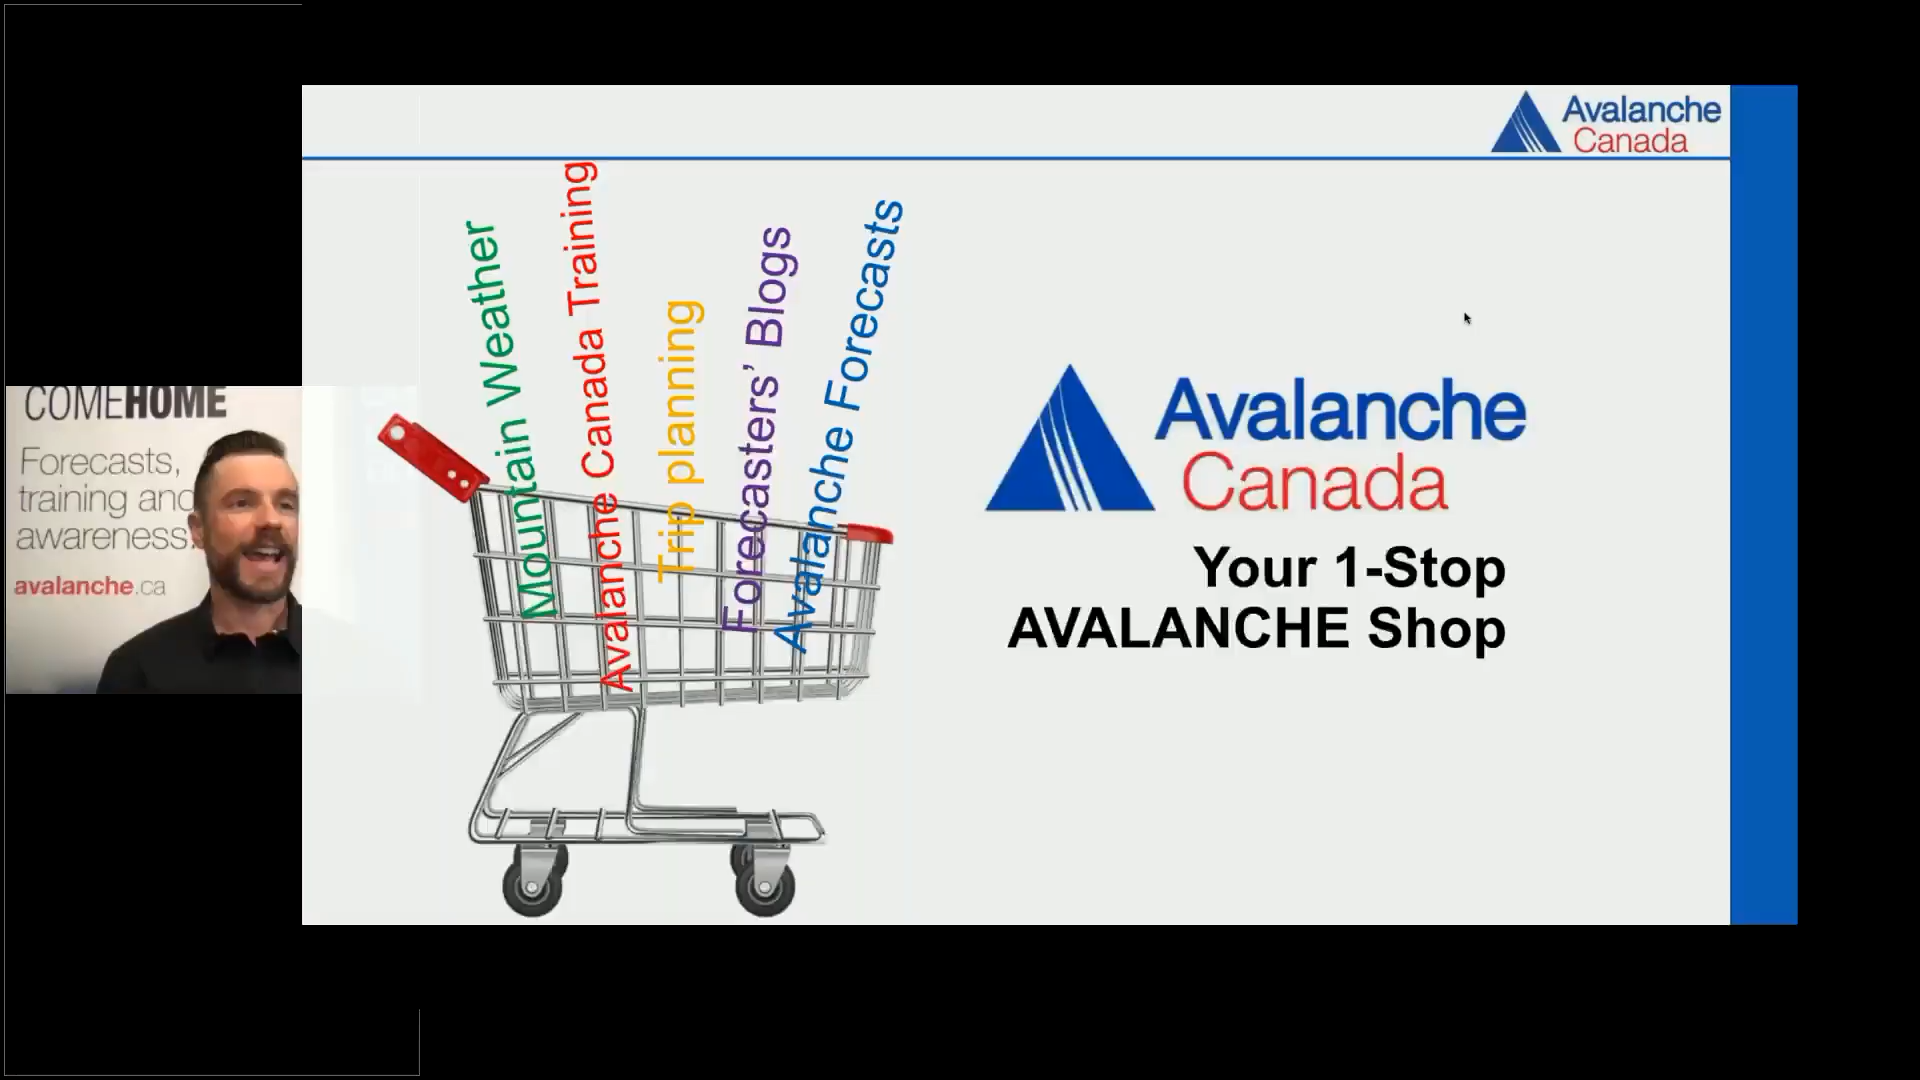 Avalanche
Canada
Mountain Weather
Avalanche Canada Training
Trip planning
Forecasters’ Blogs
Avalanche Forecasts
Avalanche
Canada
Your 1-Stop
AVALANCHE Shop
COMEHOME
Forecasts,
training and
awareness.
avalanche.ca